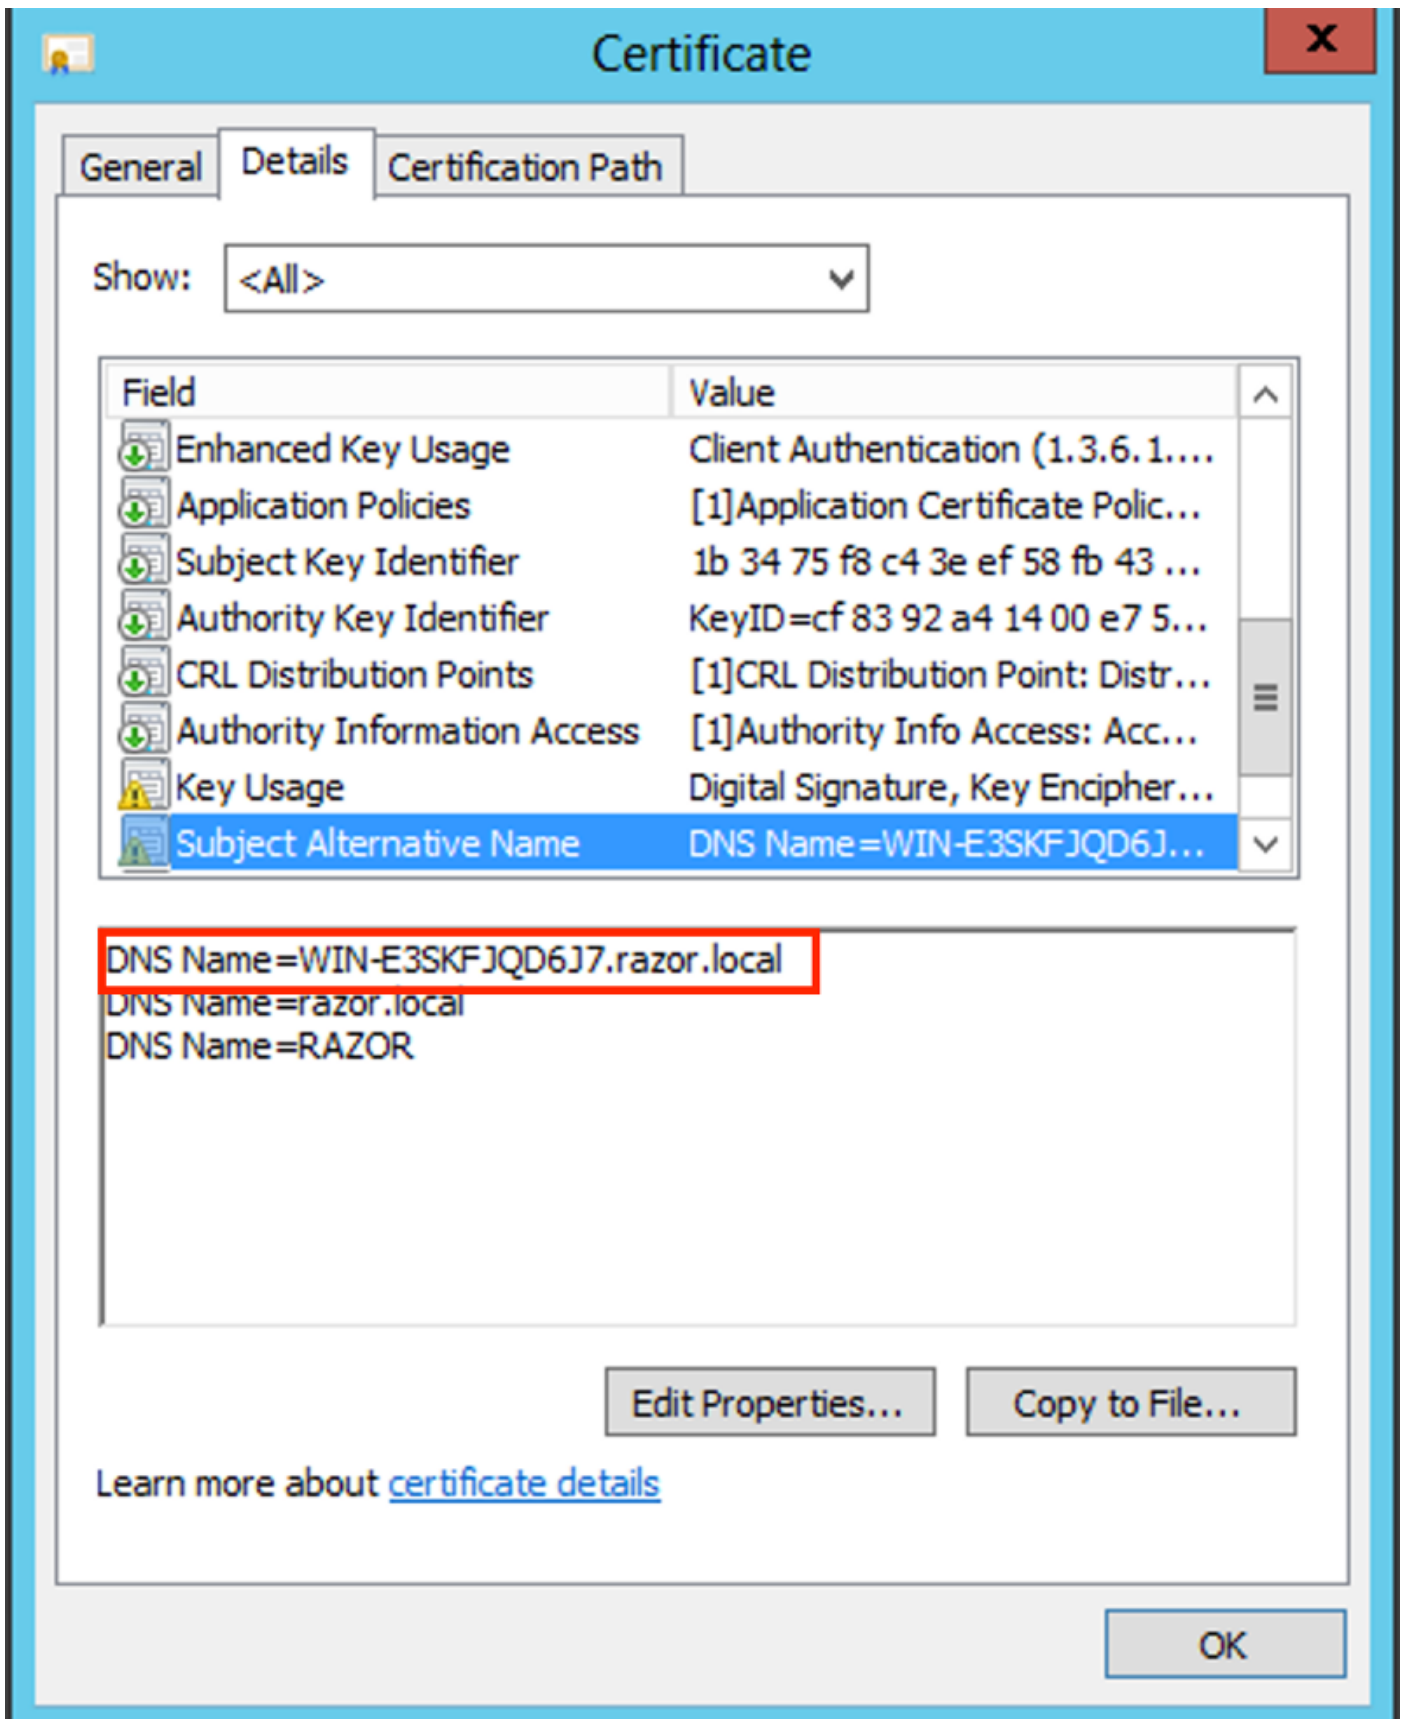 Certificate
x
General Details Certification Path
Show: <All>
Field Value
Enhanced Key Usage Client Authentication (1.3.6.1....
Application Policies [1]Application Certificate Polic...
Subject Key Identifier 1b 34 75 f8 c4 3e ef 58 fb 43 ...
Authority Key Identifier KeyID=cf 83 92 a4 14 00 e7 5...
CRL Distribution Points [1]CRL Distribution Point: Distr...
Authority Information Access [1]Authority Info Access: Acc...
Key Usage Digital Signature, Key Encipher...
Subject Alternative Name DNS Name=WIN-E3SKFJQD6J...
DNS Name=WIN-E3SKFJQD6J7.razor.local
DNS Name=razor.local
DNS Name=RAZOR
Edit Properties... Copy to File...
Learn more about certificate details
OK